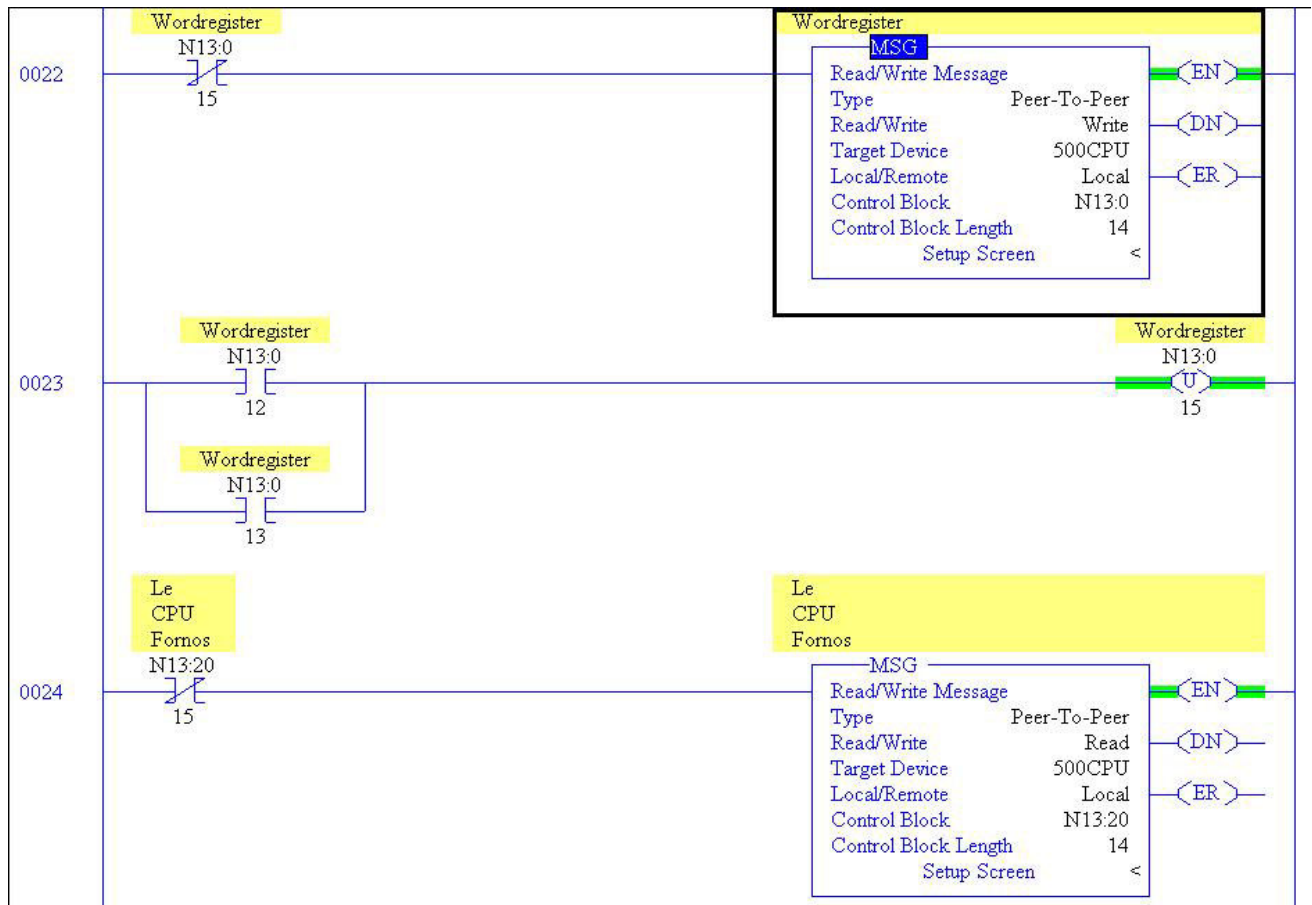 Wordregister
Wordregister
N13:0
MSG
0022
Read/Write Message
EN
15
Type Peer-To-Peer
Read/Write Write
DN
Target Device 500CPU
Local/Remote Local
ER
Control Block N13:0
Control Block Length 14
Setup Screen <
Wordregister
Wordregister
N13:0
N13:0
0023
U
12
15
Wordregister
N13:0
13
Le
CPU
Fornos
Le
CPU
Fornos
N13:20
MSG
0024
Read/Write Message
EN
15
Type Peer-To-Peer
Read/Write Read
DN
Target Device 500CPU
Local/Remote Local
ER
Control Block N13:20
Control Block Length 14
Setup Screen <